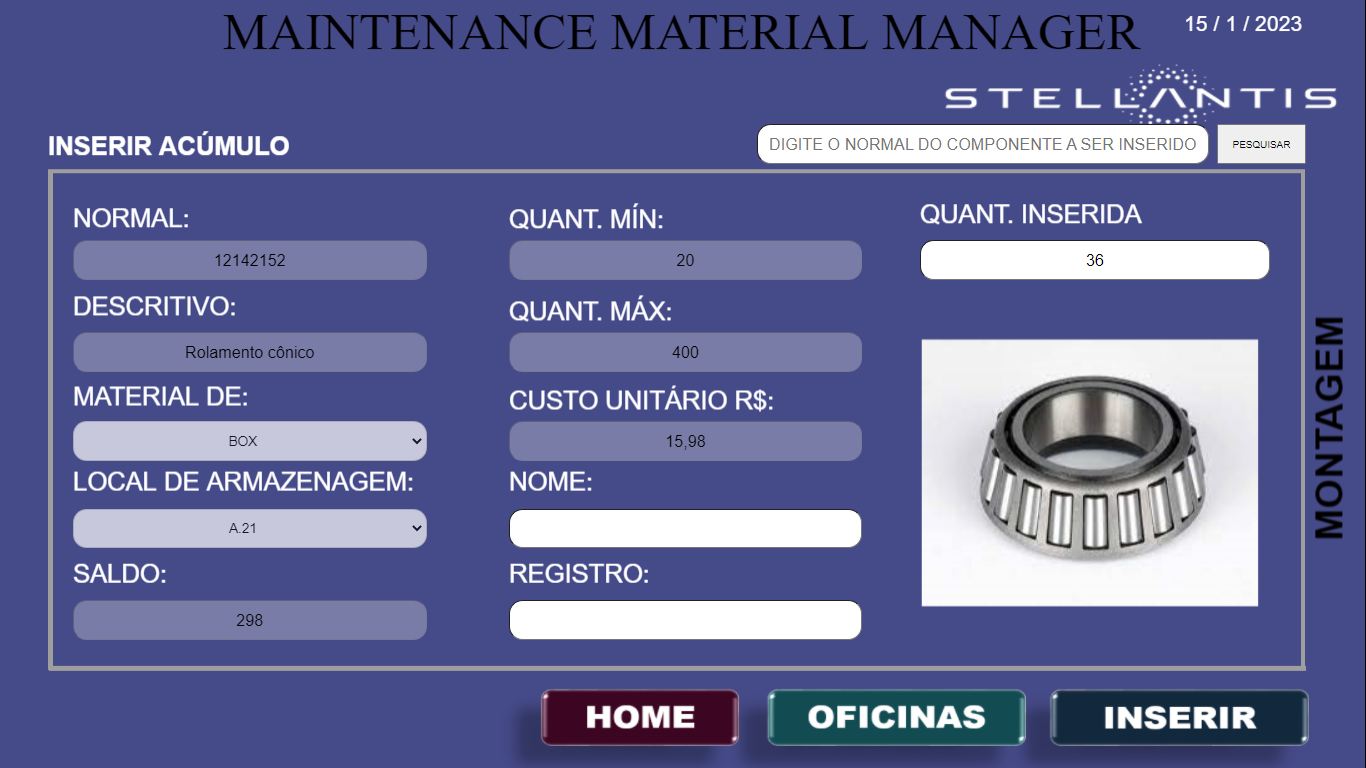 MAINTENANCE MATERIAL MANAGER
15 / 1 / 2023
STELLANTIS
INSERIR ACÚMULO
DIGITE O NORMAL DO COMPONENTE A SER INSERIDO
PESQUISAR
NORMAL:
12142152
DESCRITIVO:
Rolamento cônico
MATERIAL DE:
BOX
LOCAL DE ARMAZENAGEM:
A.21
SALDO:
298
QUANT. MÍN:
20
QUANT. MÁX:
400
CUSTO UNITÁRIO R$:
15,98
NOME:
REGISTRO:
QUANT. INSERIDA
36
MONTAGEM
HOME
OFICINAS
INSERIR